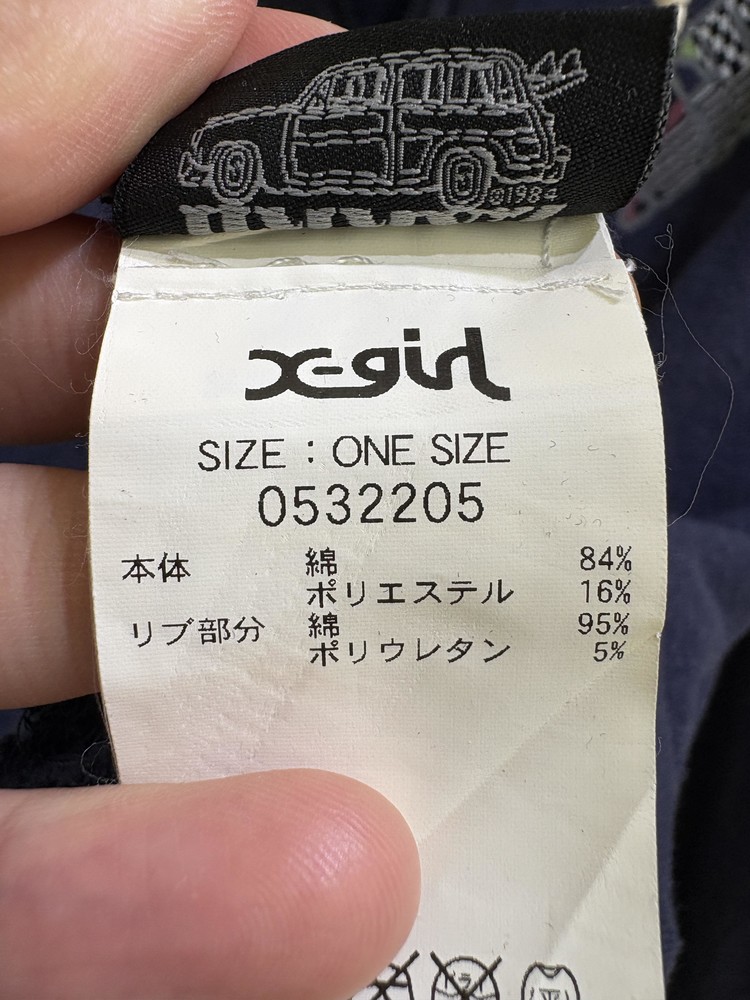 ©1984
x-girl
SIZE : ONE SIZE
0532205
本体 綿 84%
ポリエステル 16%
リブ部分 綿 95%
ポリウレタン 5%